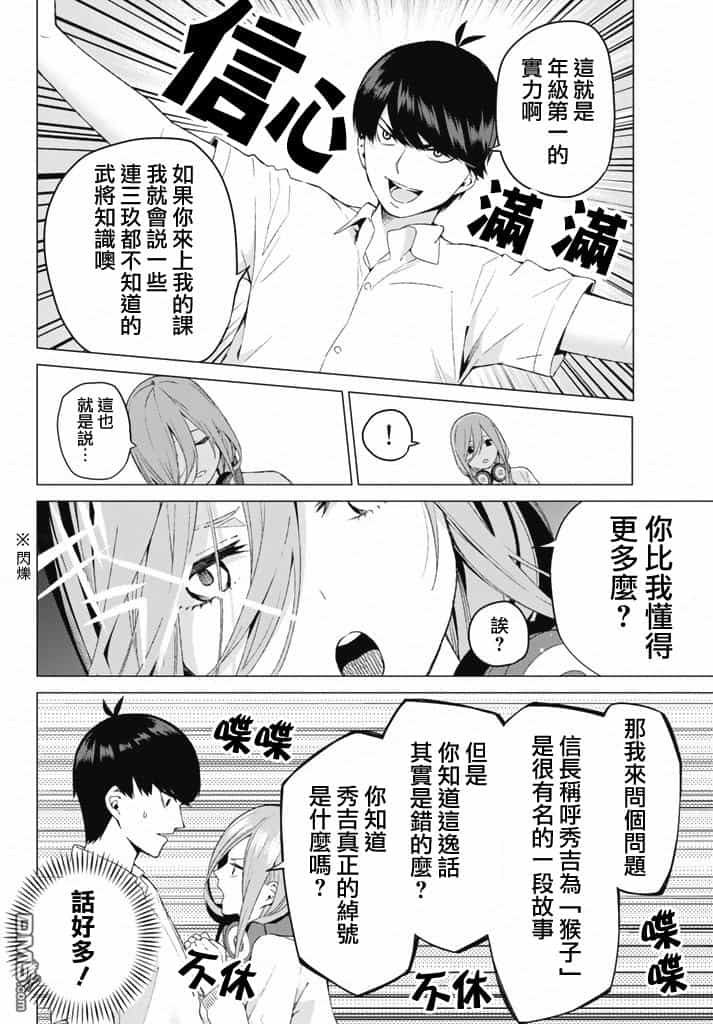 這就是
年級第一的
實力啊
信心
滿滿
如果你來上我的課
我就會説一些
連三玖都不知道的
武將知識噢
！
這也
就是説…
你比我懂得
更多麼？
誒？
※閃爍
那我來問個問題
信長稱呼秀吉為「猴子」
是很有名的一段故事
但是
你知道這逸話
其實是錯的麼？
你知道
秀吉真正的綽號
是什麼嗎？
喋喋
不休
喋喋
不休
話好多！
DMZJ